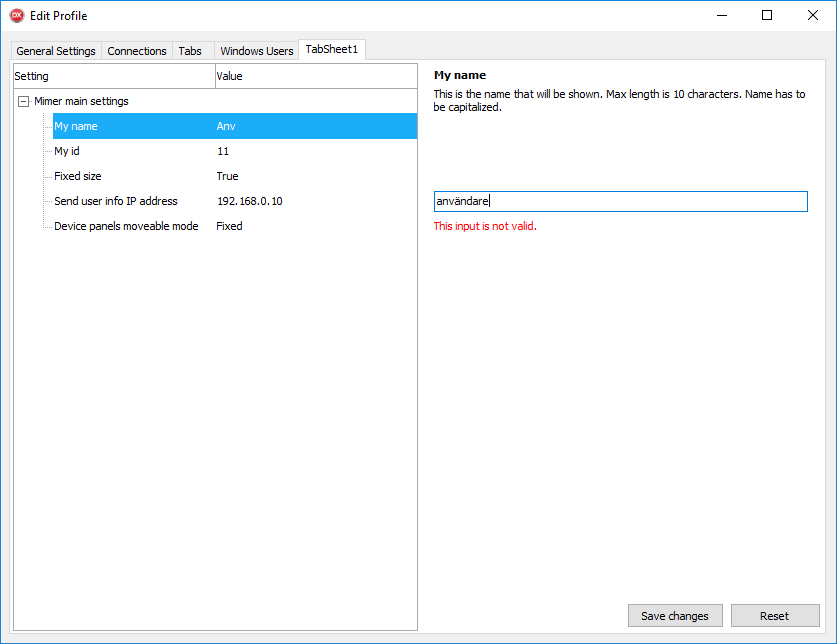 DX Edit Profile
General Settings Connections Tabs Windows Users TabSheet1
Setting Value
Mimer main settings
My name Anv
My id 11
Fixed size True
Send user info IP address 192.168.0.10
Device panels moveable mode Fixed
My name
This is the name that will be shown. Max length is 10 characters. Name has to
be capitalized.
användare
This input is not valid.
Save changes Reset